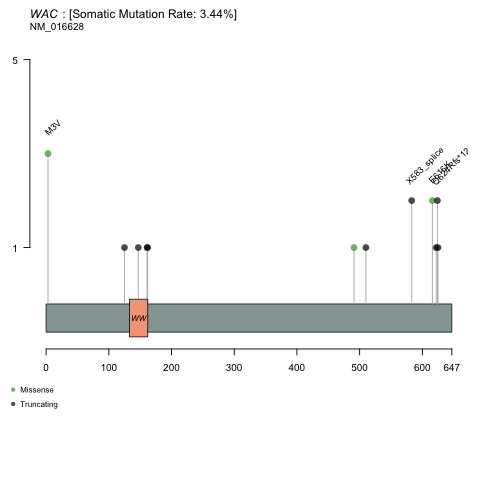 WAC : [Somatic Mutation Rate: 3.44%]
NM_016628
5
M3V
X583_splice
1
WW
0 100 200 300 400 500 600 647
Missense
Truncating